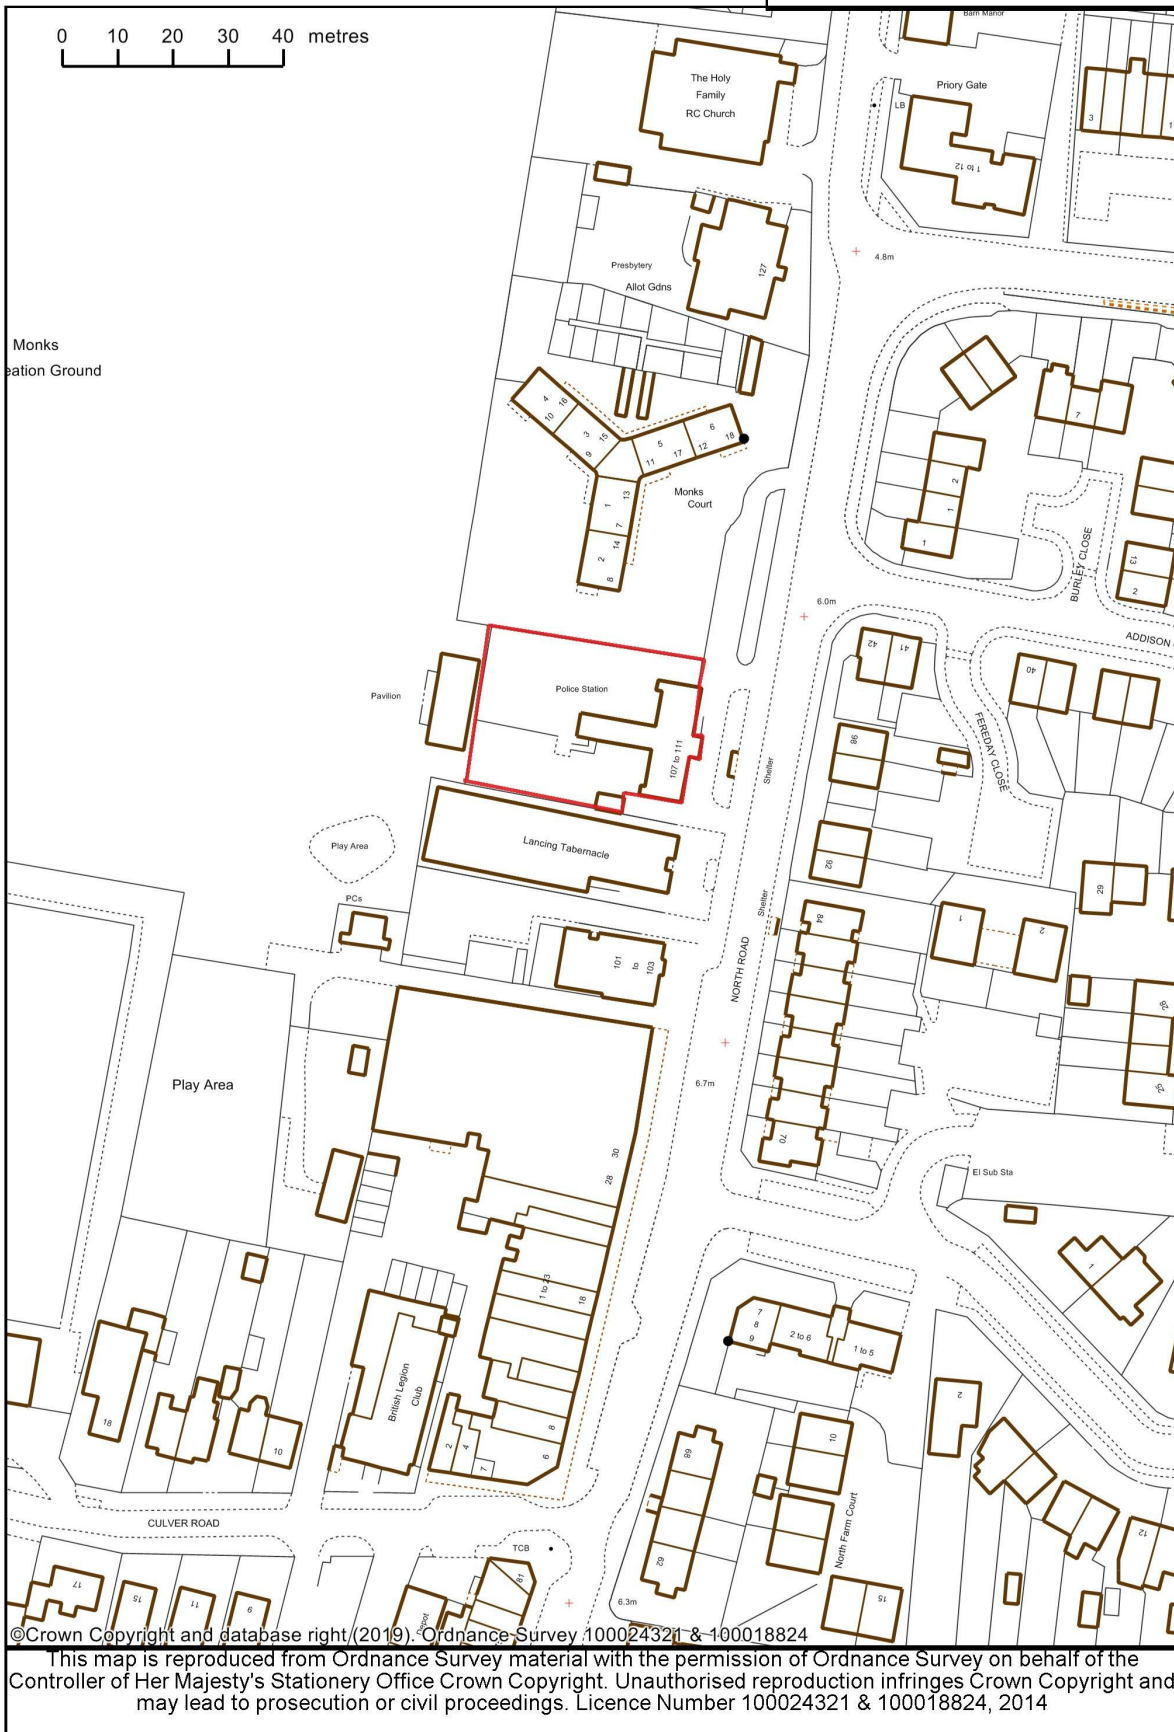 0 10 20 30 40 metres
Barn Manor
The Holy
Family
RC Church
Priory Gate
LB
3
1
1 to 12
4.8m
Presbytery
127
Allot Gdns
Monks
eation Ground
4
16
10
3
15
9
6
5
18
12
17
11
7
2
1
1
Monks
Court
13
1
7
14
2
8
BURLEY CLOSE
13
2
6.0m
ADDISON
42
41
40
Police Station
Pavilion
FEREDAY CLOSE
98
107 to 111
Shelter
Lancing Tabernacle
Play Area
92
29
PCs
Shelter
84
1
2
101
to
103
NORTH ROAD
28
Play Area
6.7m
25
70
30
28
El Sub Sta
1
1 to 23
18
7
8
9
2 to 6
1 to 5
British Legion
Club
2
18
10
8
2
4
7
6
68
10
North Farm Court
12
CULVER ROAD
TCB
62
17
15
11
9
81
Depot
6.3m
15
©Crown Copyright and database right (2019). Ordnance Survey 100024321 & 100018824
This map is reproduced from Ordnance Survey material with the permission of Ordnance Survey on behalf of the
Controller of Her Majesty's Stationery Office Crown Copyright. Unauthorised reproduction infringes Crown Copyright and
may lead to prosecution or civil proceedings. Licence Number 100024321 & 100018824, 2014